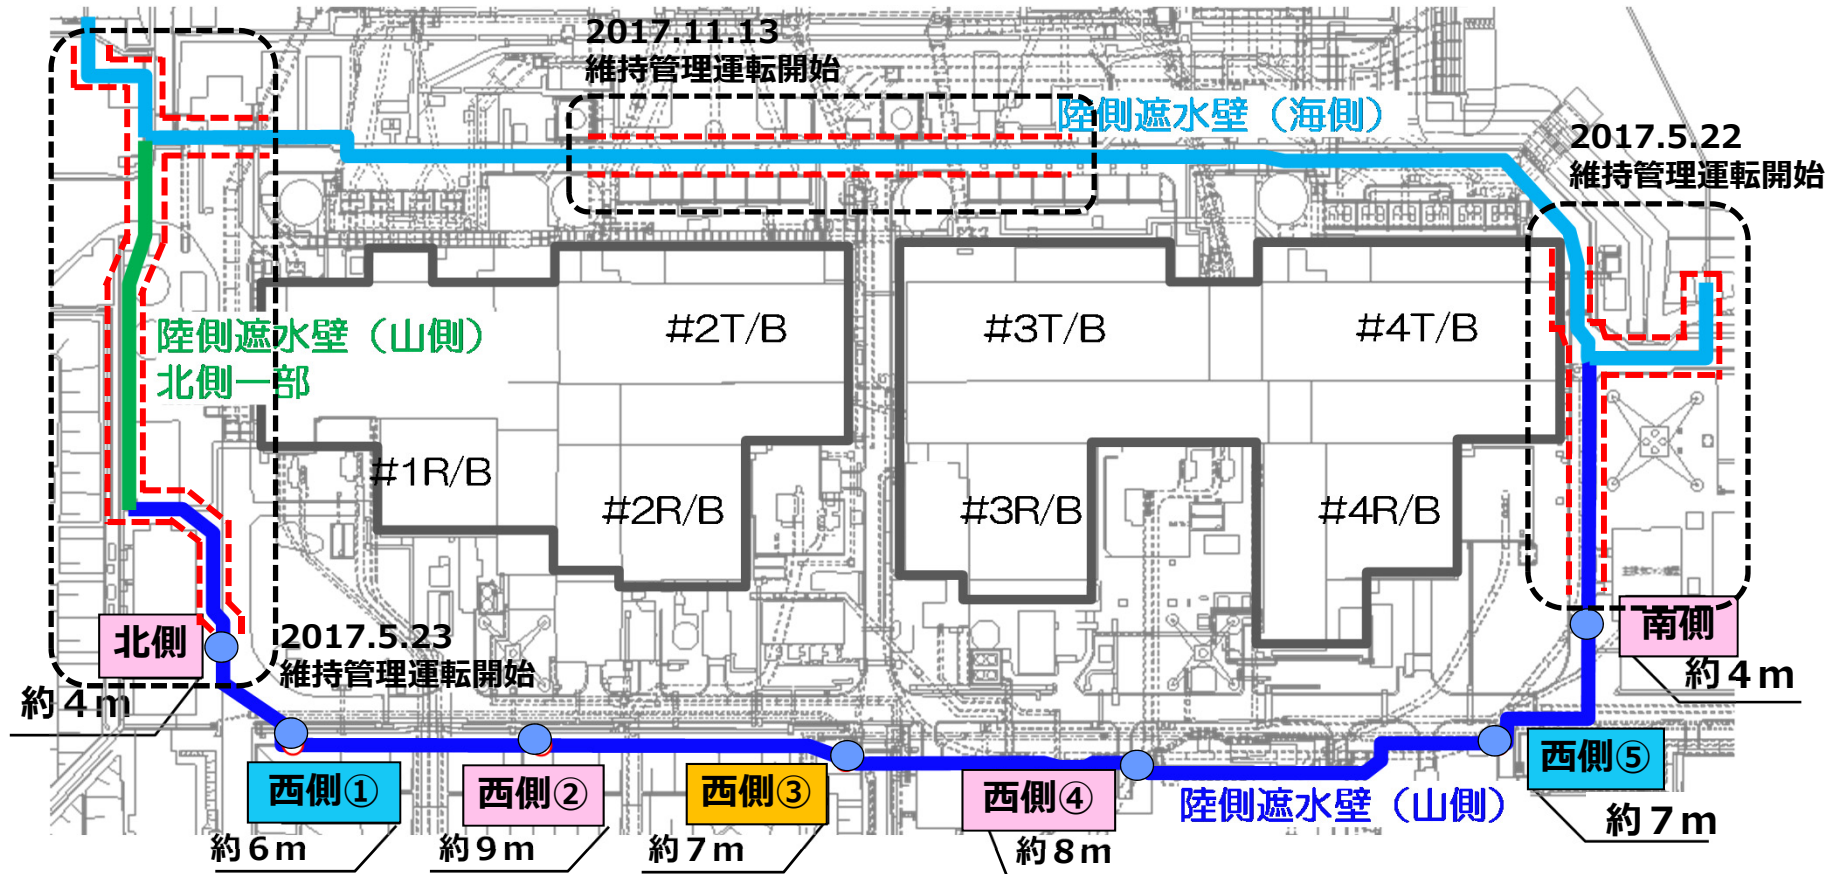 2017.11.13
維持管理運転開始
陸側遮水壁（海側）
2017.5.22
維持管理運転開始
陸側遮水壁（山側）
北側一部
#2T/B
#3T/B
#4T/B
#1R/B
#2R/B
#3R/B
#4R/B
北側
約4m
2017.5.23
維持管理運転開始
南側
約4m
西側①
約6m
西側②
約9m
西側③
約7m
西側④
約8m
陸側遮水壁（山側）
西側⑤
約7m